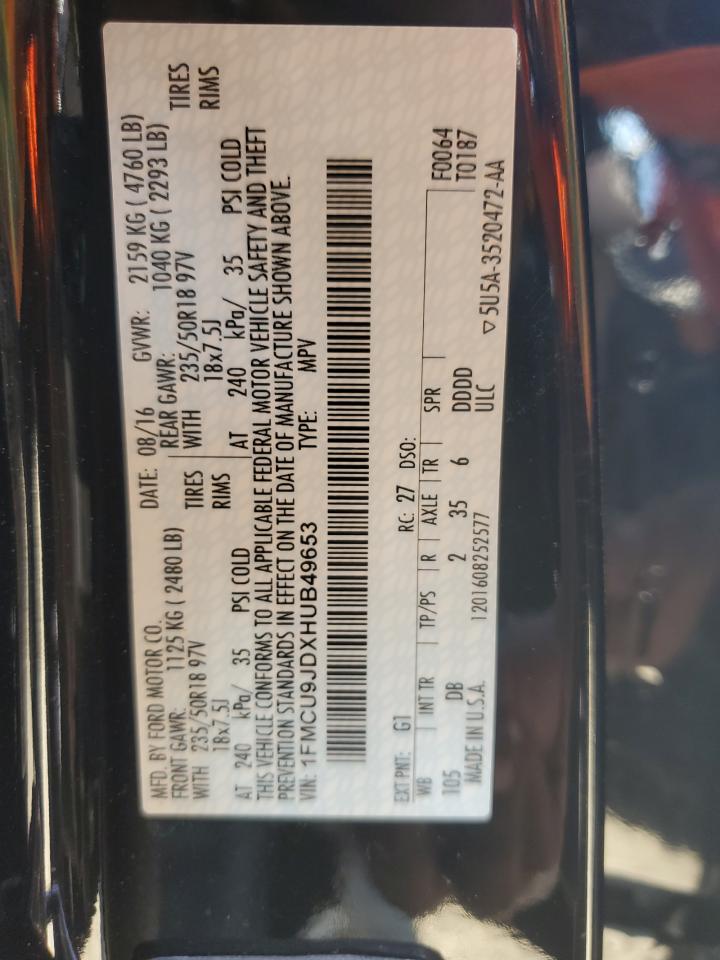 MFD. BY FORD MOTOR CO. DATE: 08/16 GVWR: 2159 KG ( 4760 LB)
FRONT GAWR: 1125 KG ( 2480 LB) REAR GAWR: 1040 KG ( 2293 LB)
WITH 235/50R18 97V TIRES WITH 235/50R18 97V TIRES
18x7.5J RIMS 18x7.5J RIMS
AT 240 kPa/ 35 PSI COLD AT 240 kPa/ 35 PSI COLD
THIS VEHICLE CONFORMS TO ALL APPLICABLE FEDERAL MOTOR VEHICLE SAFETY AND THEFT
PREVENTION STANDARDS IN EFFECT ON THE DATE OF MANUFACTURE SHOWN ABOVE.
VIN: 1FMCU9JDXHUB49653 TYPE: MPV
EXT PNT: G1 RC: 27 DSO: F0064
WB INT TR TP/PS R AXLE TR SPR T0187
105 DB 2 35 6 DDDD
MADE IN U.S.A. 1201608252577 ULC ▽5U5A-3520472-AA